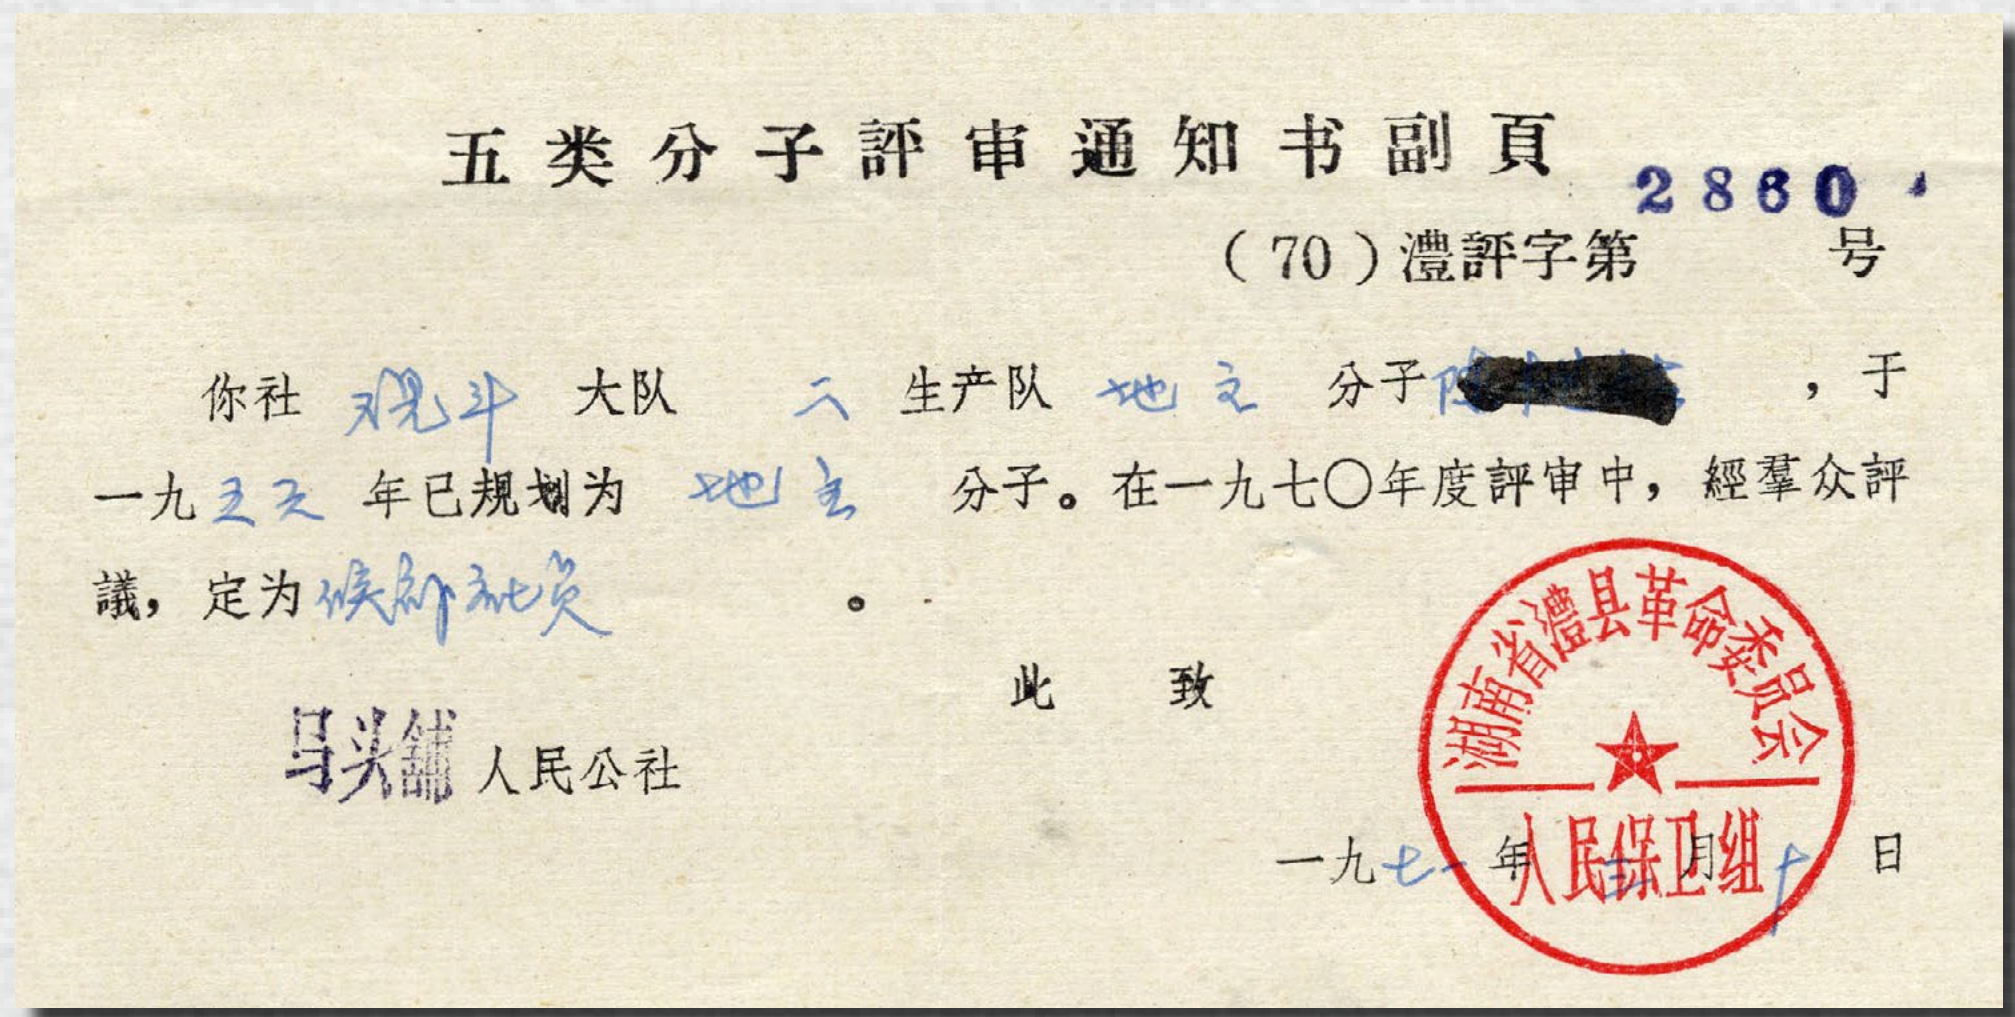 五类分子評审通知书副頁
2860
（70）澧評字第 号
你社 观斗 大队 二 生产队 地主 分子 ，于
一九五 年已規划为 地主 分子。在一九七〇年度評审中，經羣众評
議，定为候补社员 。
此 致
马头舖人民公社
湖南省澧县革命委员会
人民保卫组
一九七一年三月十日